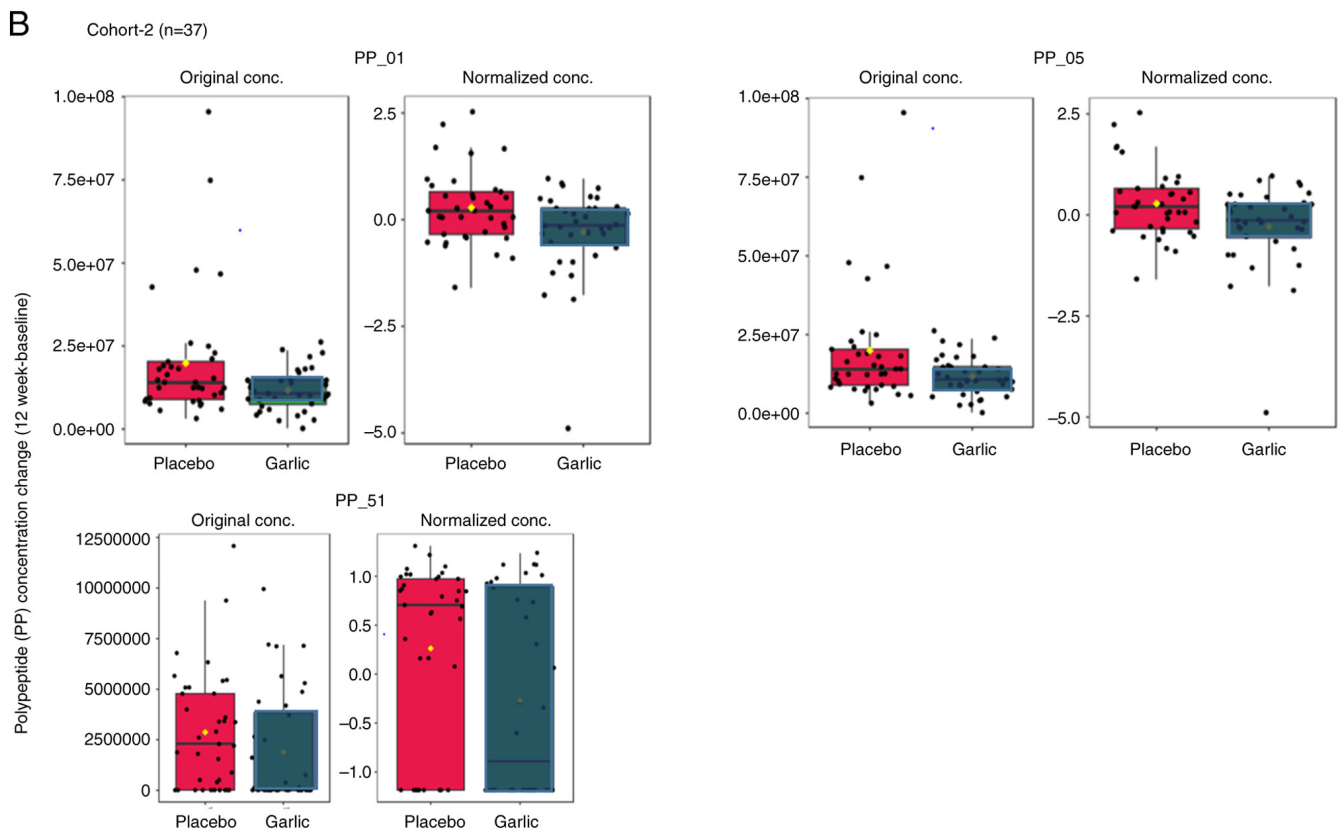 B
Cohort-2 (n=37)
PP_01
Original conc.
Normalized conc.
1.0e+08
7.5e+07
5.0e+07
2.5e+07
0.0e+00
Placebo
Garlic
2.5
0.0
−2.5
−5.0
Placebo
Garlic
PP_05
Original conc.
Normalized conc.
1.0e+08
7.5e+07
5.0e+07
2.5e+07
0.0e+00
Placebo
Garlic
2.5
0.0
−2.5
−5.0
Placebo
Garlic
PP_51
Original conc.
Normalized conc.
12500000
10000000
7500000
5000000
2500000
0
Placebo
Garlic
1.0
0.5
0.0
−0.5
−1.0
Placebo
Garlic
Polypeptide (PP) concentration change (12 week-baseline)